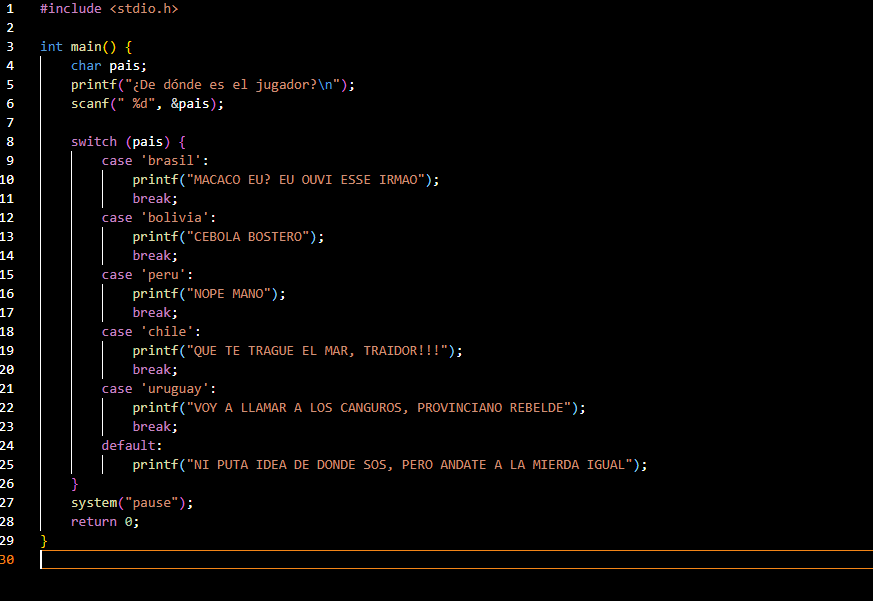 1 #include <stdio.h>
2
3 int main() {
4 char pais;
5 printf("¿De dónde es el jugador?\n");
6 scanf(" %d", &pais);
7
8 switch (pais) {
9 case 'brasil':
10 printf("MACACO EU? EU OUVI ESSE IRMAO");
11 break;
12 case 'bolivia':
13 printf("CEBOLA BOSTERO");
14 break;
15 case 'peru':
16 printf("NOPE MANO");
17 break;
18 case 'chile':
19 printf("QUE TE TRAGUE EL MAR, TRAIDOR!!!");
20 break;
21 case 'uruguay':
22 printf("VOY A LLAMAR A LOS CANGUROS, PROVINCIANO REBELDE");
23 break;
24 default:
25 printf("NI PUTA IDEA DE DONDE SOS, PERO ANDATE A LA MIERDA IGUAL");
26 }
27 system("pause");
28 return 0;
29 }
30